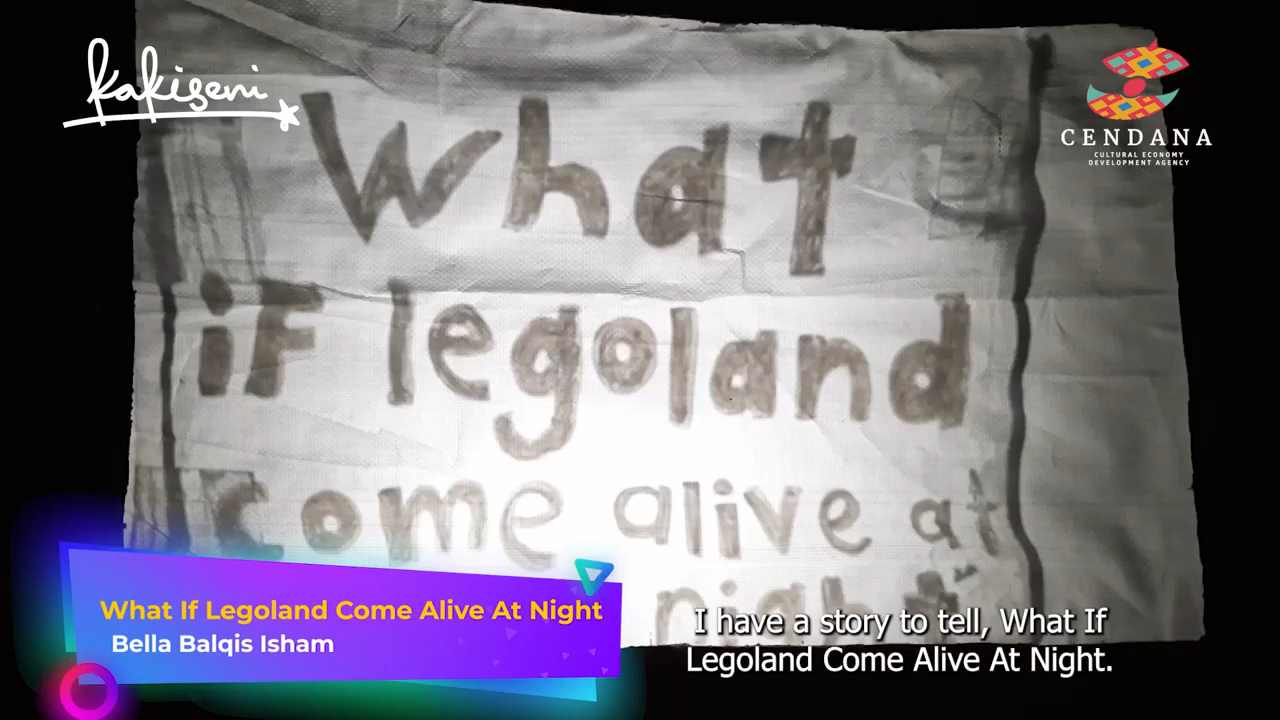 kakiseni
CENDANA
CULTURAL ECONOMY
DEVELOPMENT AGENCY
What
iF legoland
come alive at
night
What If Legoland Come Alive At Night
Bella Balqis Isham
I have a story to tell, What If
Legoland Come Alive At Night.